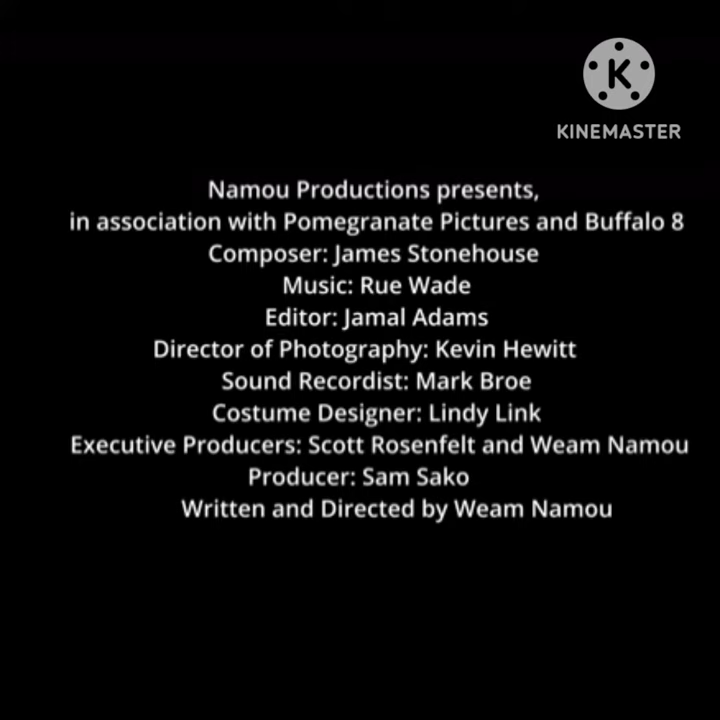 K
KINEMASTER
Namou Productions presents,
in association with Pomegranate Pictures and Buffalo 8
Composer: James Stonehouse
Music: Rue Wade
Editor: Jamal Adams
Director of Photography: Kevin Hewitt
Sound Recordist: Mark Broe
Costume Designer: Lindy Link
Executive Producers: Scott Rosenfelt and Weam Namou
Producer: Sam Sako
Written and Directed by Weam Namou